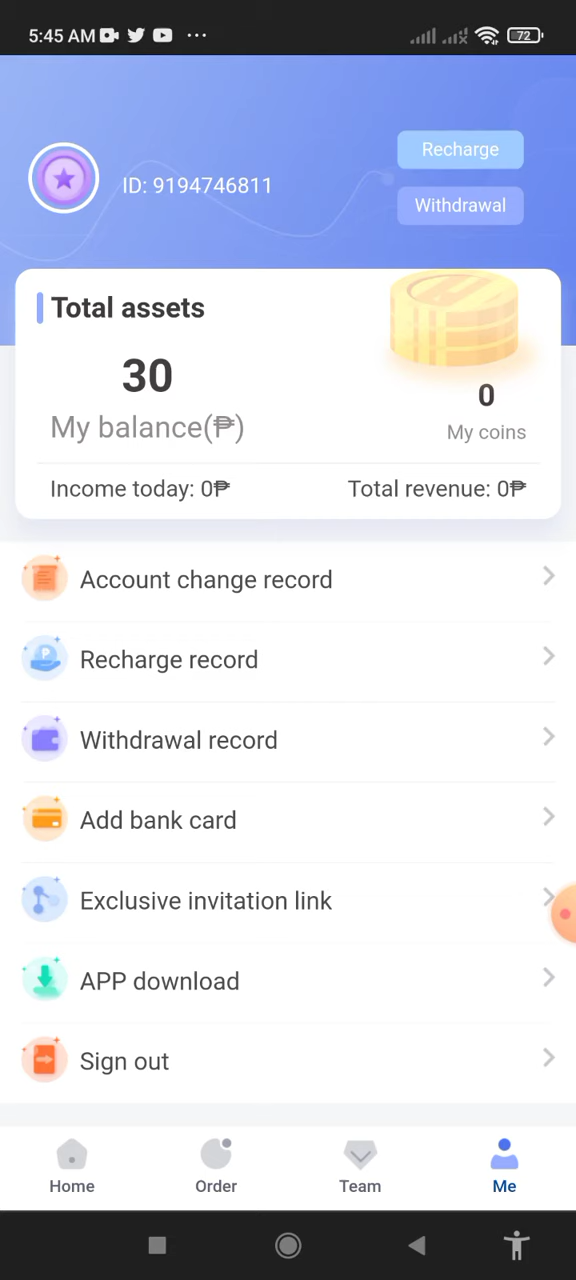 5:45 AM
72
Recharge
ID: 9194746811
Withdrawal
Total assets
30
0
My balance(₱)
My coins
Income today: 0₱
Total revenue: 0₱
Account change record
Recharge record
Withdrawal record
Add bank card
Exclusive invitation link
APP download
Sign out
Home
Order
Team
Me